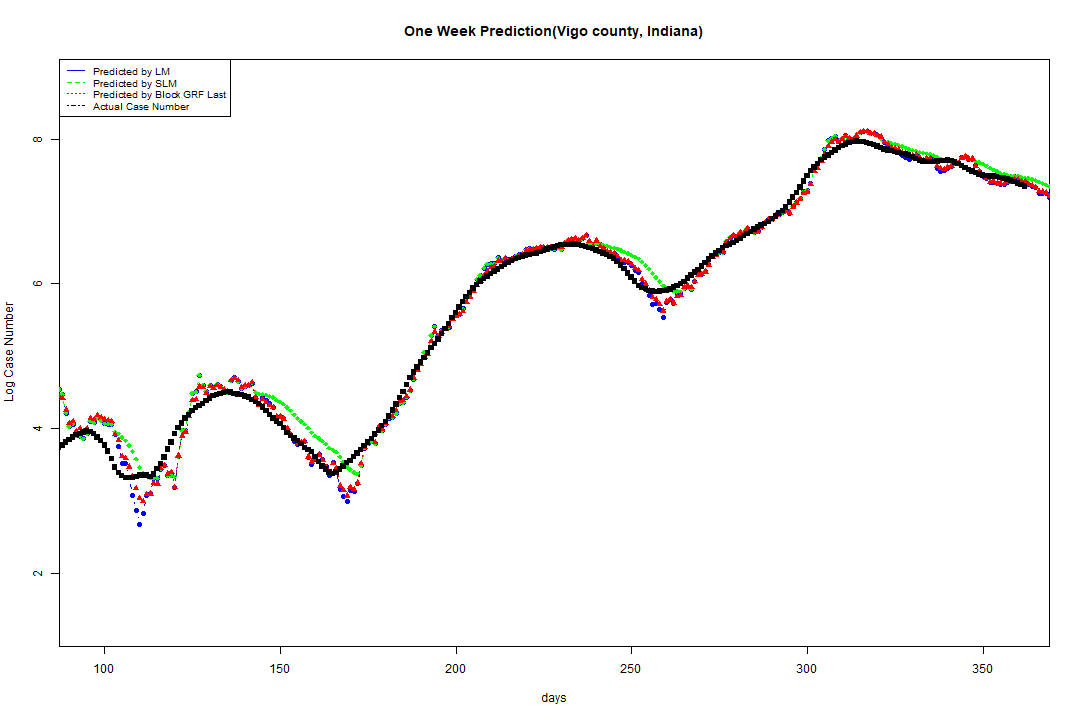 One Week Prediction(Vigo county, Indiana)
Predicted by LM
Predicted by SLM
Predicted by Block GRF Last
Actual Case Number
8
6
4
2
Log Case Number
100 150 200 250 300 350
days